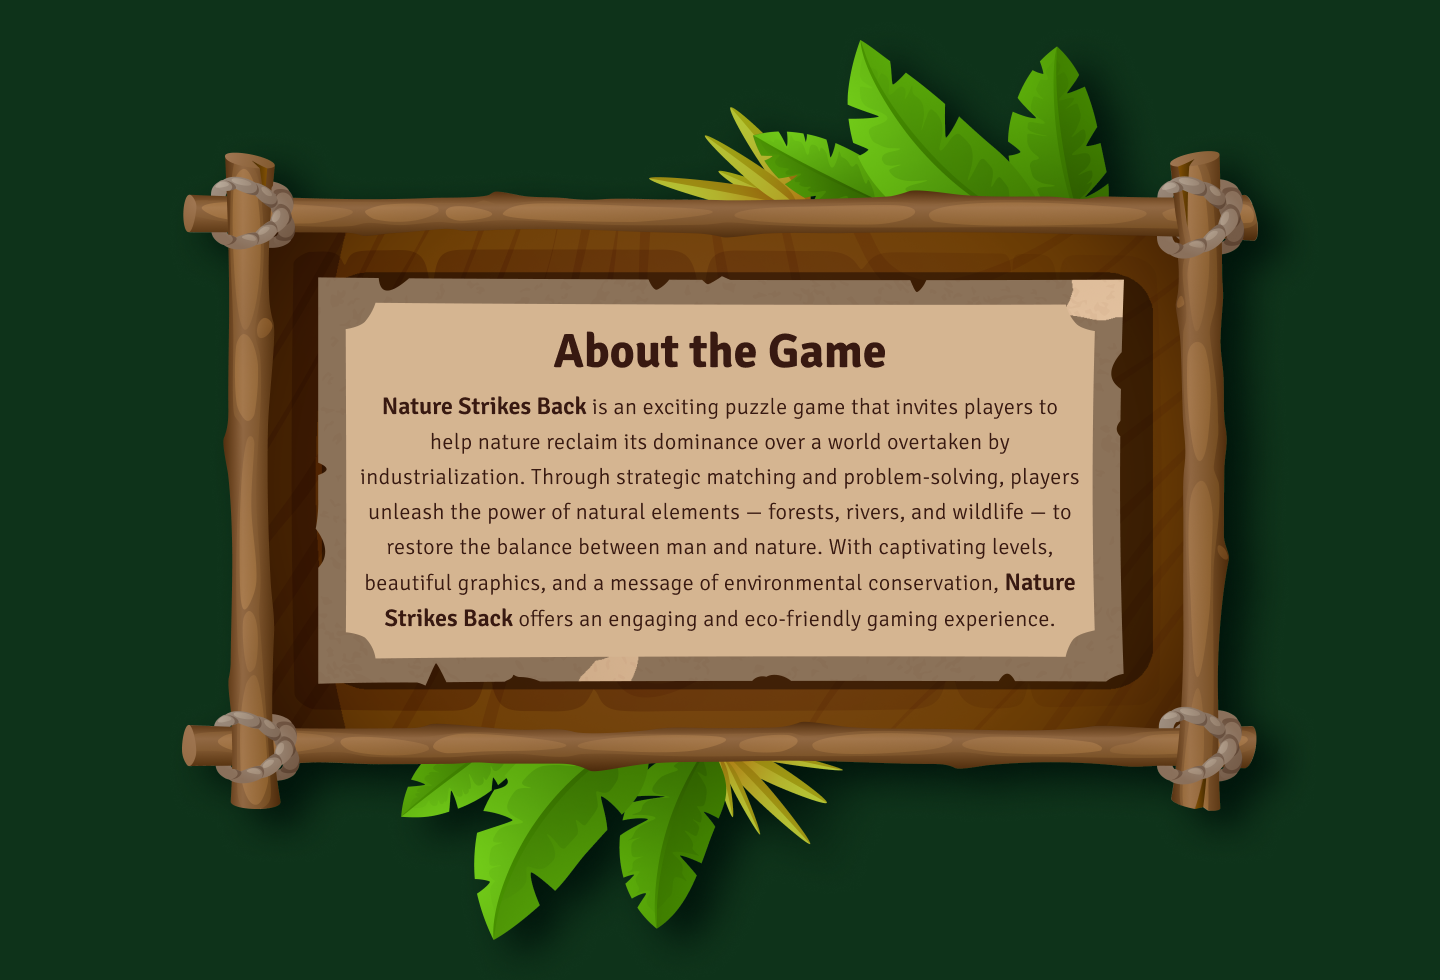 About the Game
Nature Strikes Back is an exciting puzzle game that invites players to
help nature reclaim its dominance over a world overtaken by
industrialization. Through strategic matching and problem-solving, players
unleash the power of natural elements — forests, rivers, and wildlife — to
restore the balance between man and nature. With captivating levels,
beautiful graphics, and a message of environmental conservation, Nature
Strikes Back offers an engaging and eco-friendly gaming experience.